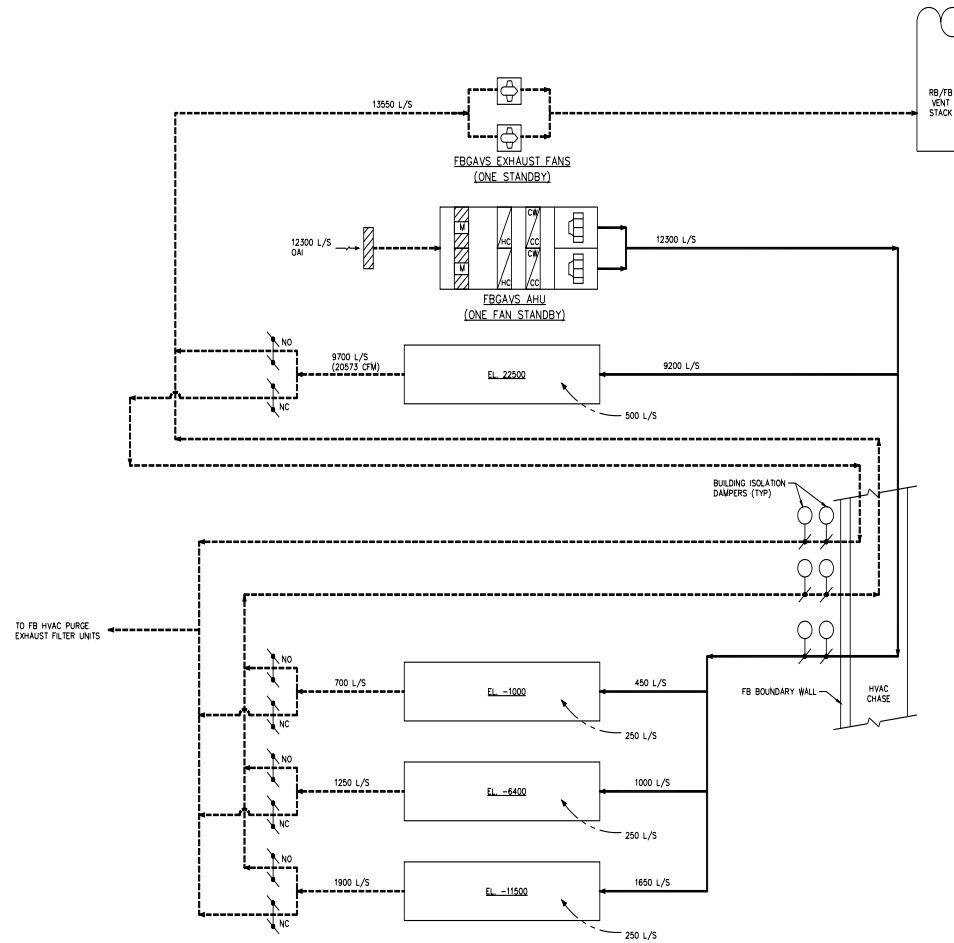 RB/FB
VENT
STACK
13550 L/S
FBGAVS EXHAUST FANS
(ONE STANDBY)
12300 L/S
OAI
M
HC
CW
CC
M
HC
CW
CC
12300 L/S
FBGAVS AHU
(ONE FAN STANDBY)
NO
9700 L/S
(20573 CFM)
EL. 22500
9200 L/S
NC
500 L/S
BUILDING ISOLATION
DAMPERS (TYP)
TO FB HVAC PURGE
EXHAUST FILTER UNITS
NO
700 L/S
EL. -1000
450 L/S
FB BOUNDARY WALL
HVAC
CHASE
NC
250 L/S
NO
1250 L/S
EL. -6400
1000 L/S
NC
250 L/S
NO
1900 L/S
EL. -11500
1650 L/S
NC
250 L/S